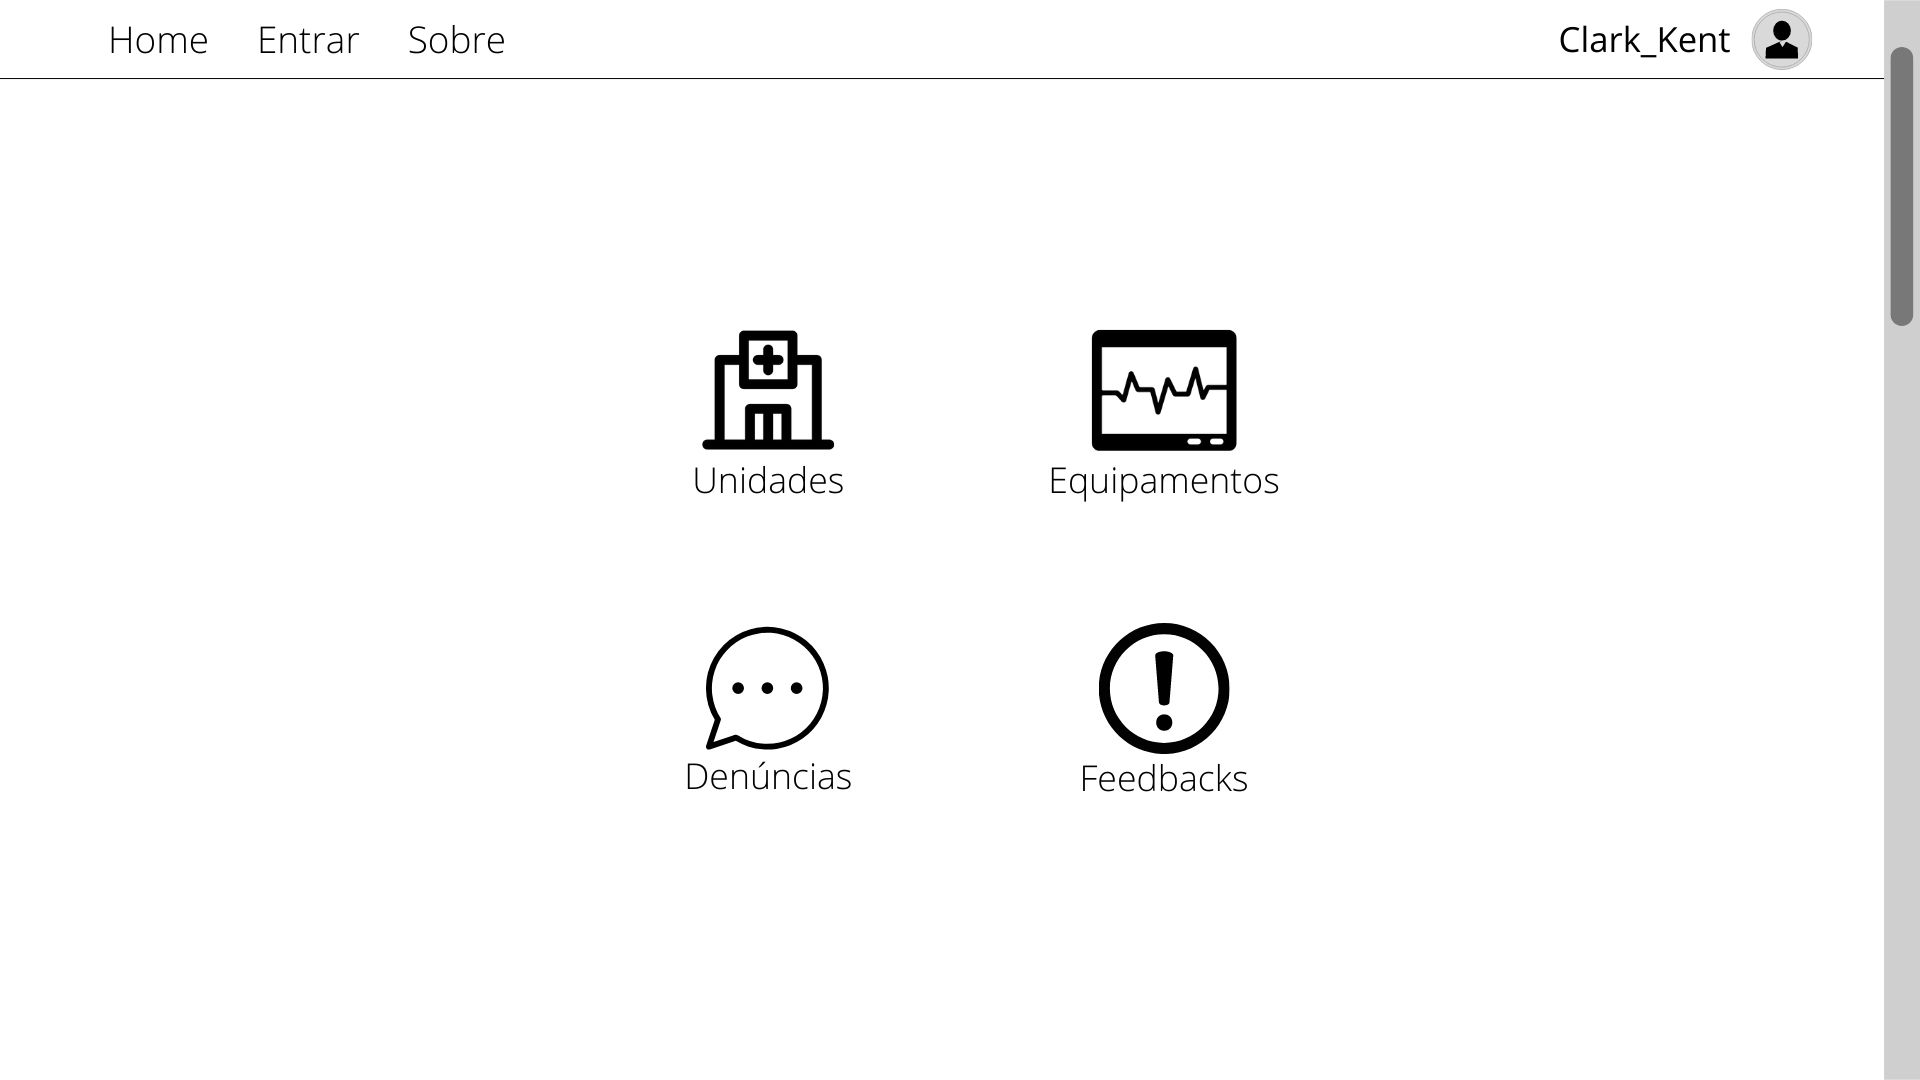 Home Entrar Sobre Clark_Kent
Unidades Equipamentos
Denúncias Feedbacks